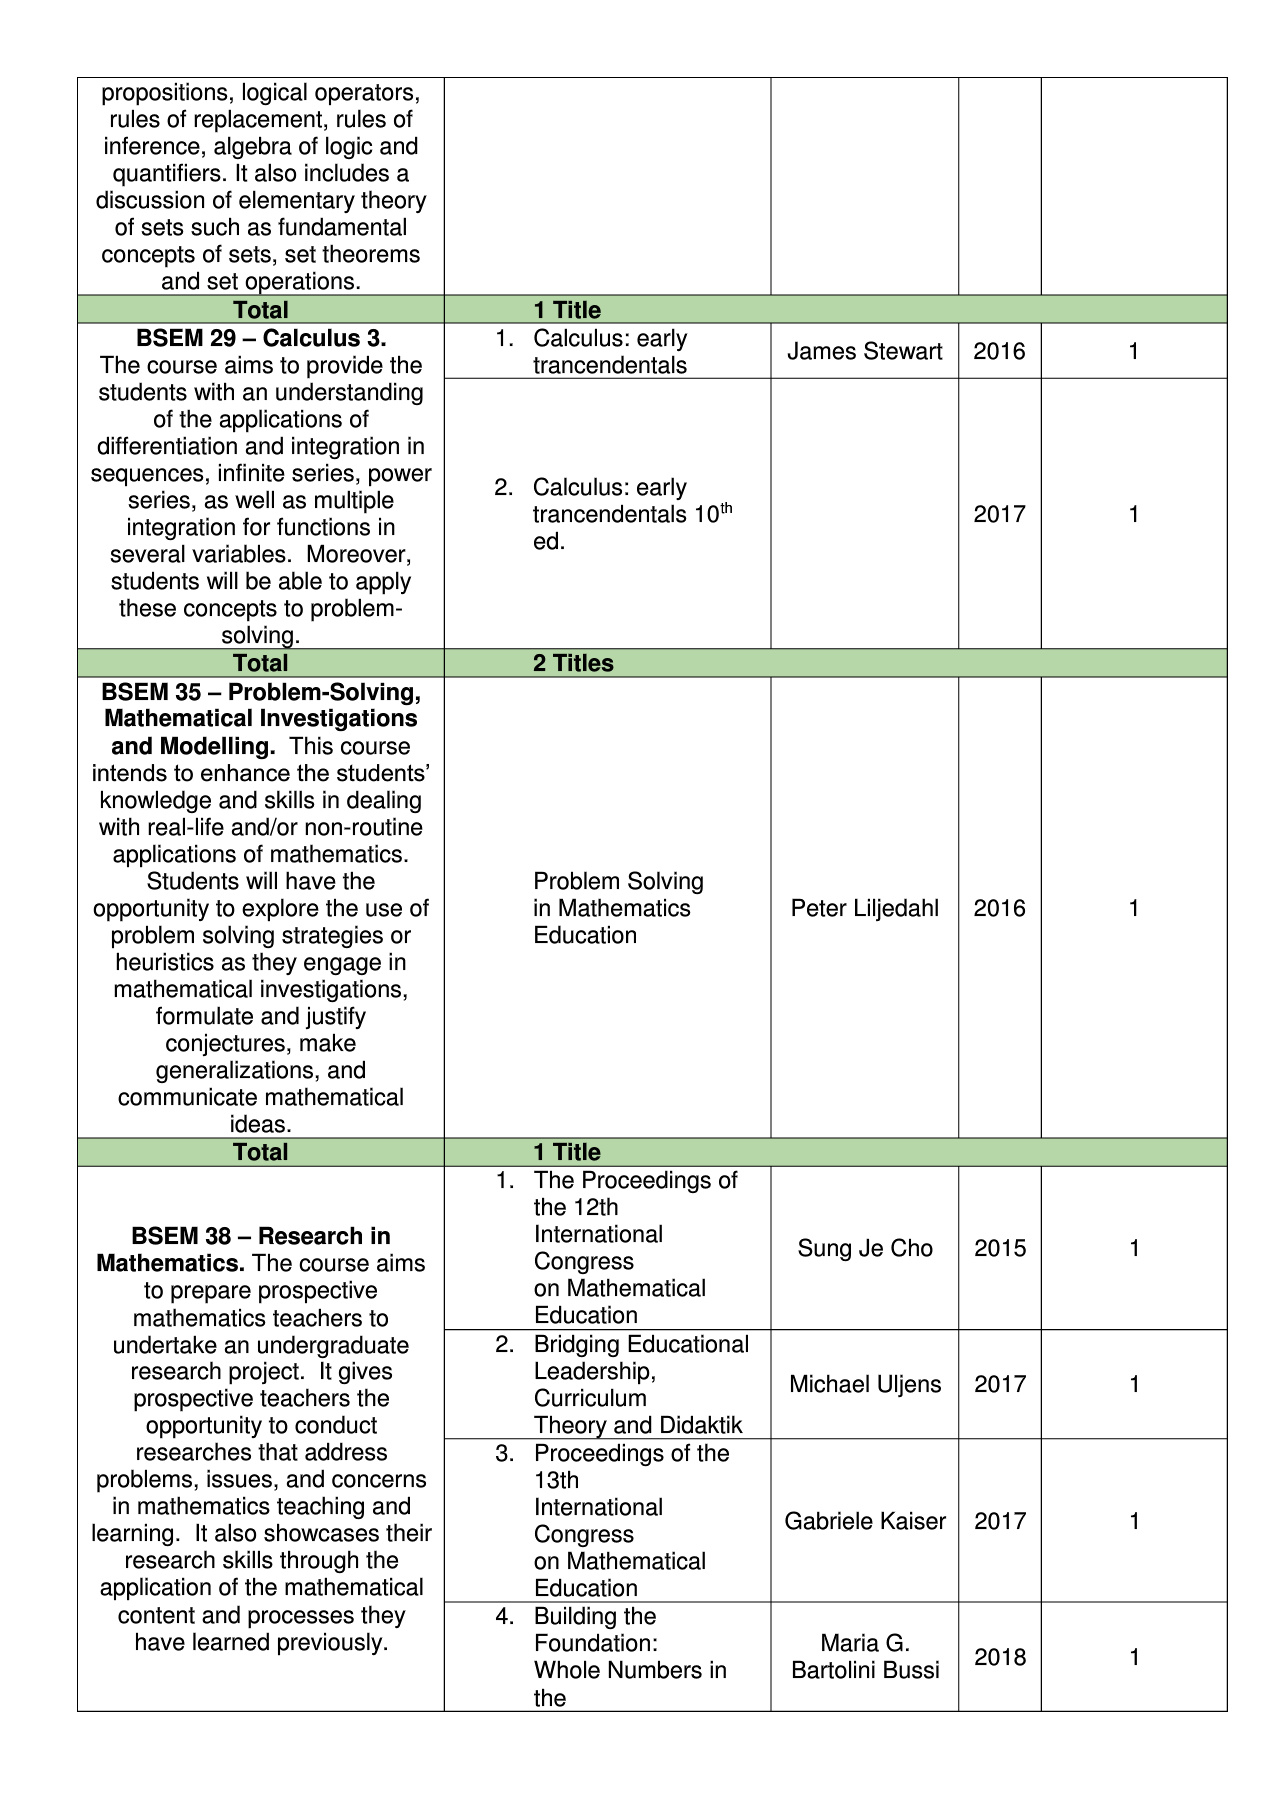 propositions, logical operators,
rules of replacement, rules of
inference, algebra of logic and
quantifiers. It also includes a
discussion of elementary theory
of sets such as fundamental
concepts of sets, set theorems
and set operations.
Total 1 Title
BSEM 29 – Calculus 3.
The course aims to provide the
students with an understanding
of the applications of
differentiation and integration in
sequences, infinite series, power
series, as well as multiple
integration for functions in
several variables.  Moreover,
students will be able to apply
these concepts to problem-
solving.
1. Calculus: early
trancendentals
James Stewart
2016
1
2. Calculus: early
trancendentals 10th
ed.
2017
1
Total 2 Titles
BSEM 35 – Problem-Solving,
Mathematical Investigations
and Modelling.  This course
intends to enhance the students’
knowledge and skills in dealing
with real-life and/or non-routine
applications of mathematics.
Students will have the
opportunity to explore the use of
problem solving strategies or
heuristics as they engage in
mathematical investigations,
formulate and justify
conjectures, make
generalizations, and
communicate mathematical
ideas.
Problem Solving
in Mathematics
Education
Peter Liljedahl
2016
1
Total 1 Title
BSEM 38 – Research in
Mathematics. The course aims
to prepare prospective
mathematics teachers to
undertake an undergraduate
research project.  It gives
prospective teachers the
opportunity to conduct
researches that address
problems, issues, and concerns
in mathematics teaching and
learning.  It also showcases their
research skills through the
application of the mathematical
content and processes they
have learned previously.
1. The Proceedings of
the 12th
International
Congress
on Mathematical
Education
Sung Je Cho
2015
1
2. Bridging Educational
Leadership,
Curriculum
Theory and Didaktik
Michael Uljens
2017
1
3. Proceedings of the
13th
International
Congress
on Mathematical
Education
Gabriele Kaiser
2017
1
4. Building the
Foundation:
Whole Numbers in
the
Maria G.
Bartolini Bussi
2018
1